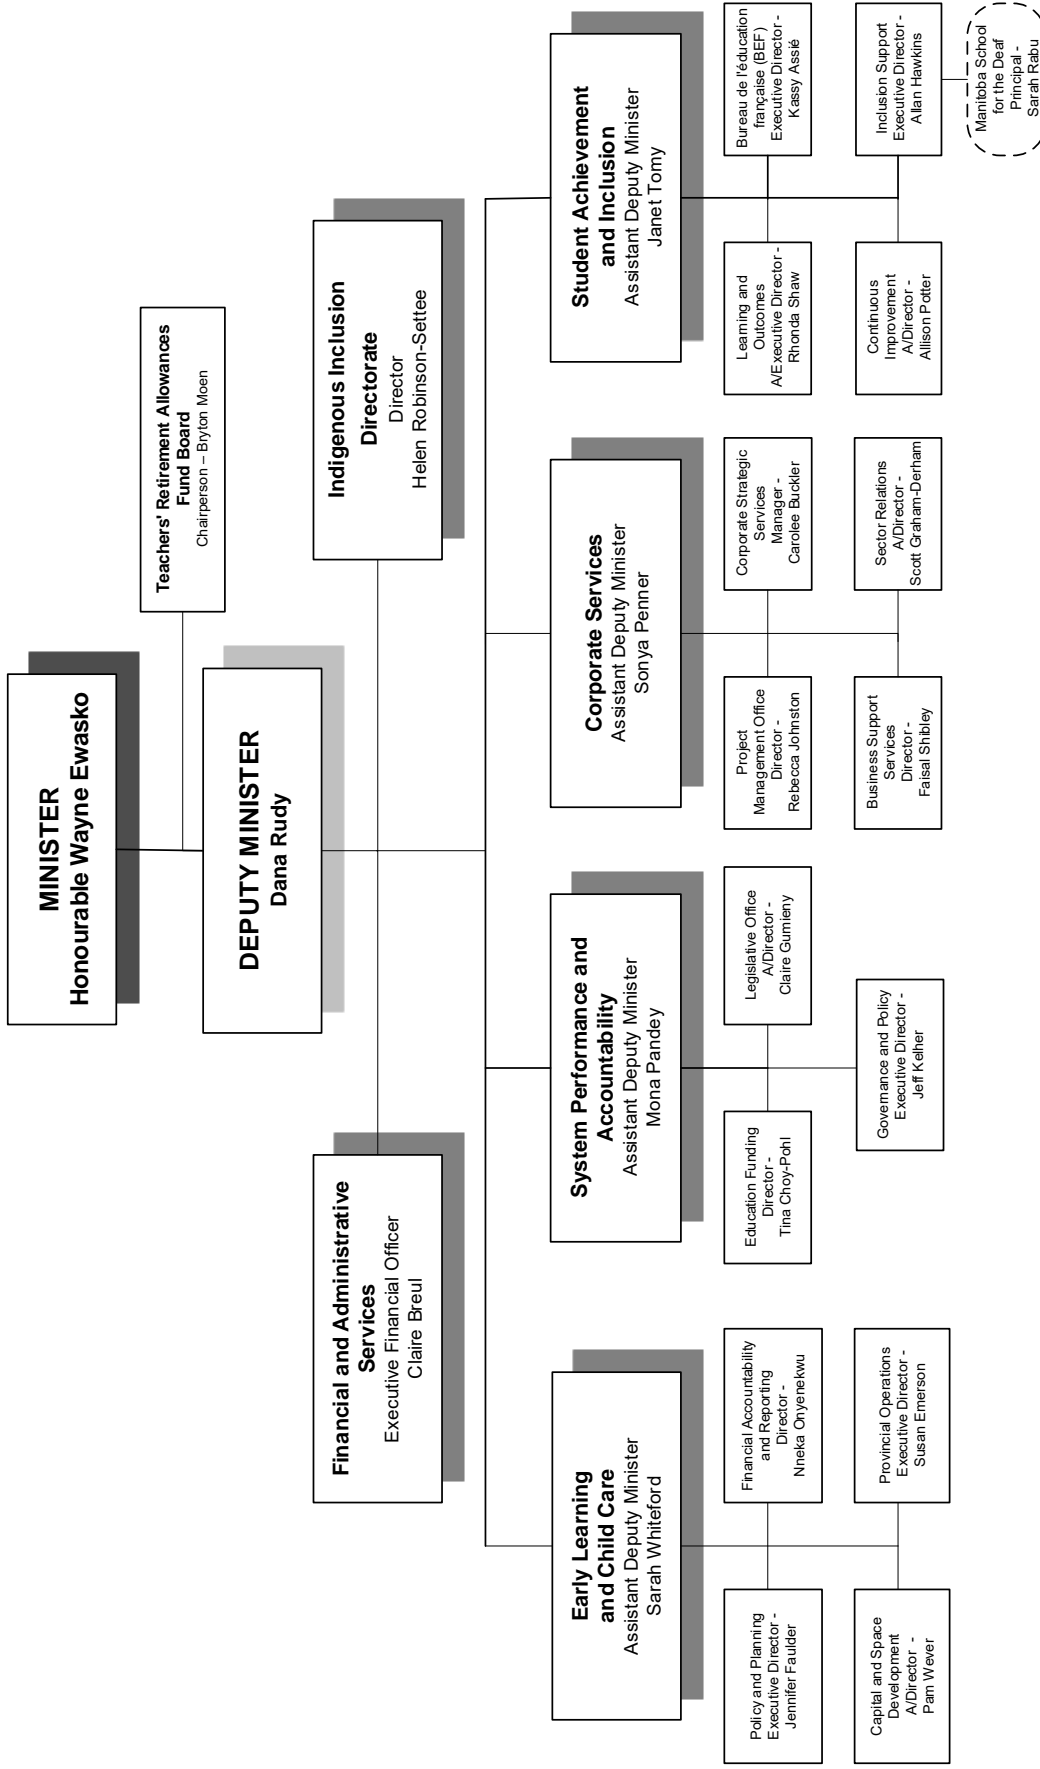 MINISTER
Honourable Wayne Ewasko
Teachers' Retirement Allowances
Fund Board
Chairperson – Bryton Moen
DEPUTY MINISTER
Dana Rudy
Financial and Administrative
Services
Executive Financial Officer
Claire Breul
Indigenous Inclusion
Directorate
Director
Helen Robinson-Settee
Early Learning
and Child Care
Assistant Deputy Minister
Sarah Whiteford
System Performance and
Accountability
Assistant Deputy Minister
Mona Pandey
Corporate Services
Assistant Deputy Minister
Sonya Penner
Student Achievement
and Inclusion
Assistant Deputy Minister
Janet Tomy
Policy and Planning
Executive Director -
Jennifer Faulder
Financial Accountability
and Reporting
Director -
Nneka Onyenekwu
Education Funding
Director -
Tina Choy-Pohl
Legislative Office
A/Director -
Claire Gumieny
Project
Management Office
Director -
Rebecca Johnston
Corporate Strategic
Services
Manager -
Carolee Buckler
Learning and
Outcomes
A/Executive Director -
Rhonda Shaw
Bureau de l'éducation
française (BEF)
Executive Director -
Kassy Assié
Capital and Space
Development
A/Director -
Pam Wever
Provincial Operations
Executive Director -
Susan Emerson
Governance and Policy
Executive Director -
Jeff Kelher
Business Support
Services
Director -
Faisal Shibley
Sector Relations
A/Director -
Scott Graham-Derham
Continuous
Improvement
A/Director -
Allison Potter
Inclusion Support
Executive Director -
Allan Hawkins
Manitoba School
for the Deaf
Principal -
Sarah Rabu